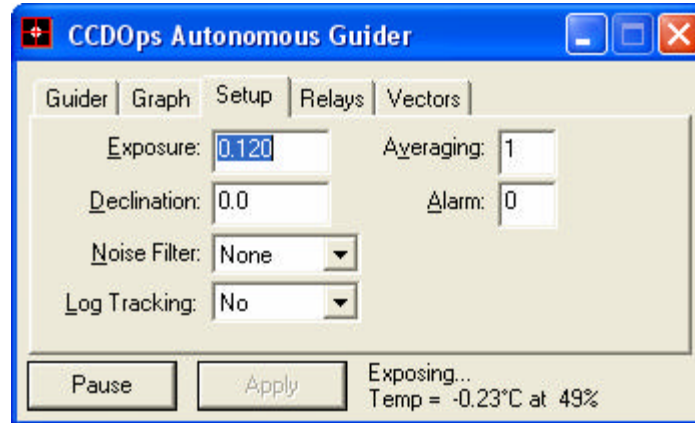 CCDOps Autonomous Guider
Guider Graph Setup Relays Vectors
Exposure: 0.120 Averaging: 1
Declination: 0.0 Alarm: 0
Noise Filter: None
Log Tracking: No
Pause Apply Exposing...
Temp = -0.23°C at 49%